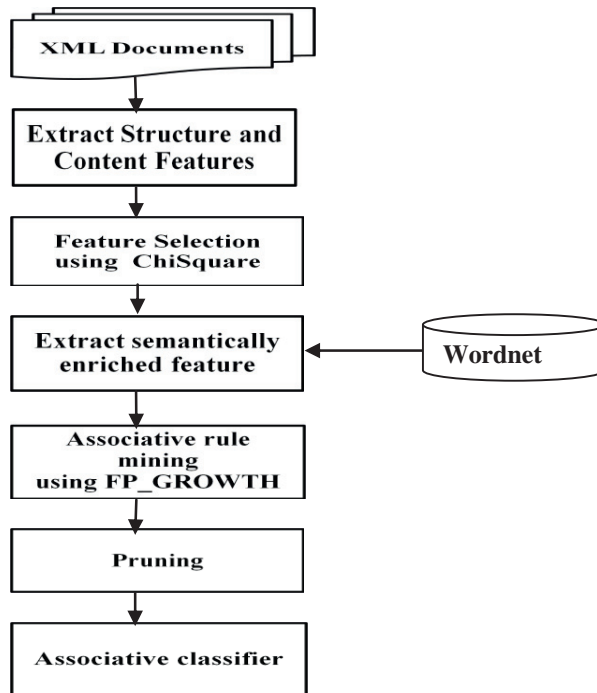 XML Documents
Extract Structure and
Content Features
Feature Selection
using ChiSquare
Extract semantically
enriched feature
Wordnet
Associative rule
mining
using FP_GROWTH
Pruning
Associative classifier